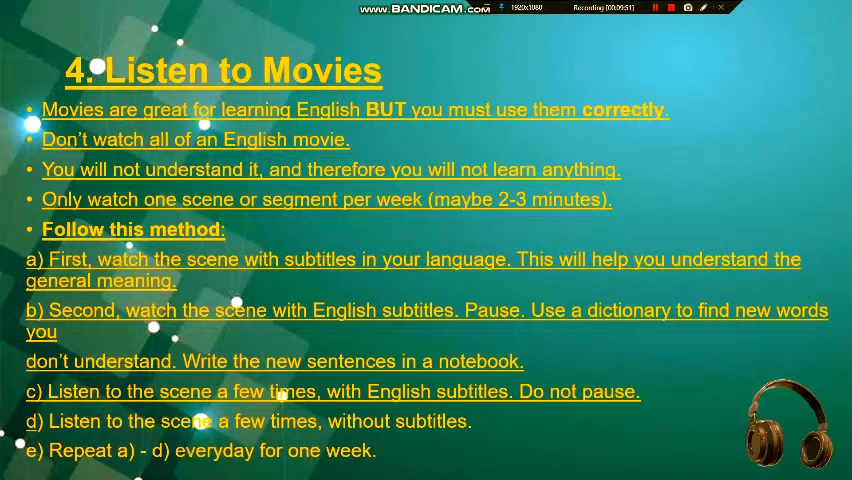 www.BANDICAM.com
1920x1080
Recording [00:09:51]
4. Listen to Movies
• Movies are great for learning English BUT you must use them correctly.
• Don't watch all of an English movie.
• You will not understand it, and therefore you will not learn anything.
• Only watch one scene or segment per week (maybe 2-3 minutes).
• Follow this method:
a) First, watch the scene with subtitles in your language. This will help you understand the
general meaning.
b) Second, watch the scene with English subtitles. Pause. Use a dictionary to find new words
you
don't understand. Write the new sentences in a notebook.
c) Listen to the scene a few times, with English subtitles. Do not pause.
d) Listen to the scene a few times, without subtitles.
e) Repeat a) - d) everyday for one week.